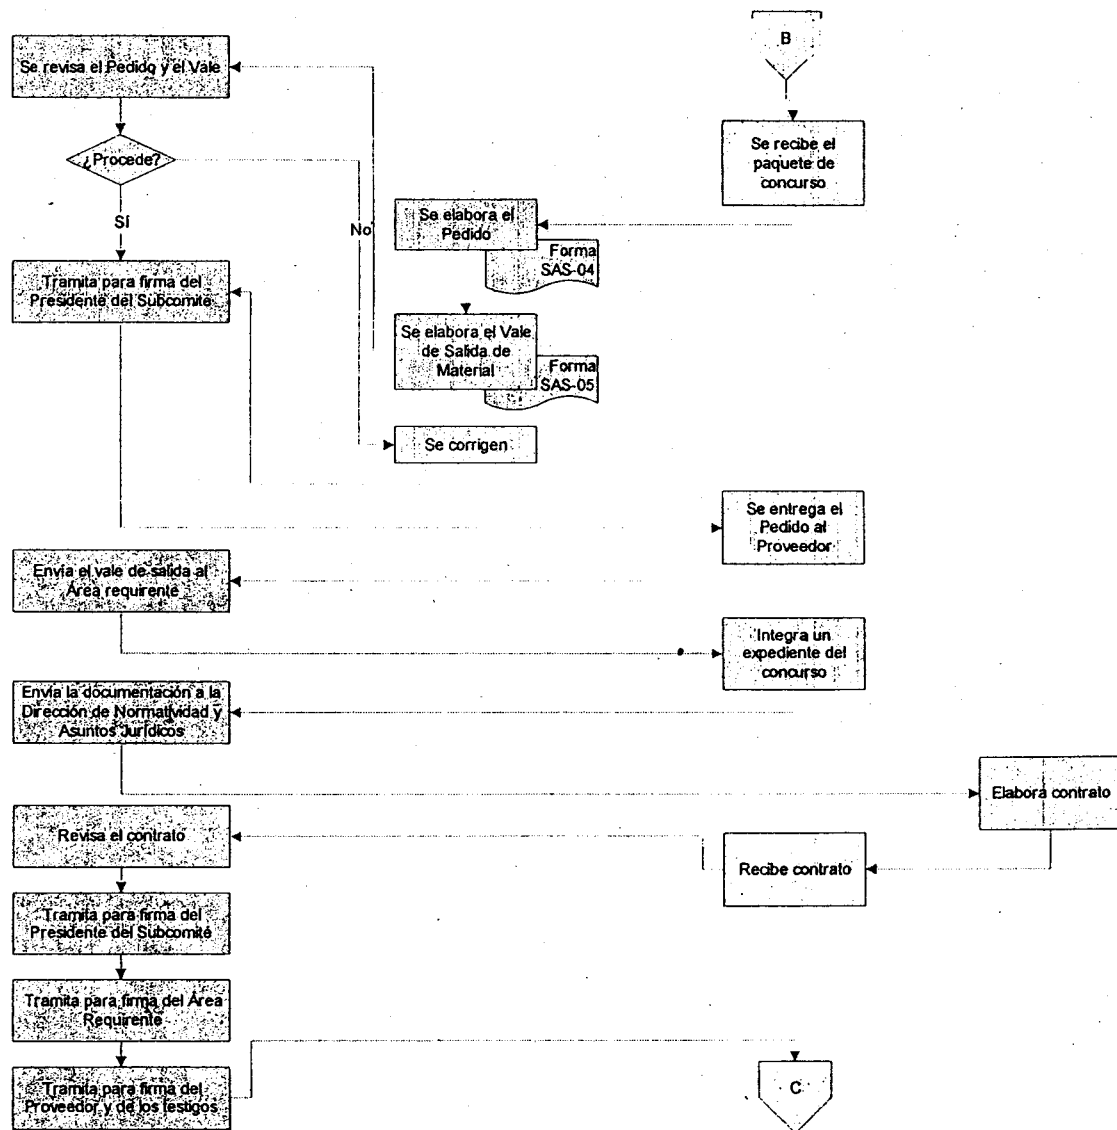 B
Se recibe el
paquete de
concurso
Se elabora el
Pedido
Forma
SAS-04
Se elabora el Vale
de Salida de
Material
Forma
SAS-05
Se revisa el Pedido y el Vale
¿Procede?
SÍ
No
Se corrigen
Tramita para firma del
Presidente del Subcomité
Se entrega el
Pedido al
Proveedor
Envía el vale de salida al
Área requirente
Integra un
expediente del
concurso
Envía la documentación a la
Dirección de Normatividad y
Asuntos Jurídicos
Elabora contrato
Recibe contrato
Revisa el contrato
Tramita para firma del
Presidente del Subcomité
Tramita para firma del Área
Requirente
Tramita para firma del
Proveedor y de los testigos
C